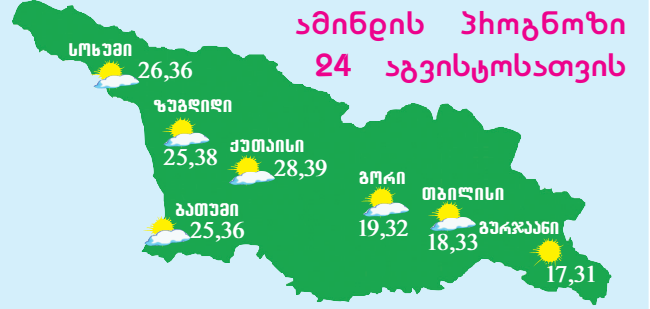 ამინდის პროგნოზი
24 აგვისტოსათვის
სოხუმი
26,36
ზუგდიდი
25,38
ქუთაისი
28,39
ბათუმი
25,36
გორი
19,32
თბილისი
18,33
გურჯაანი
17,31